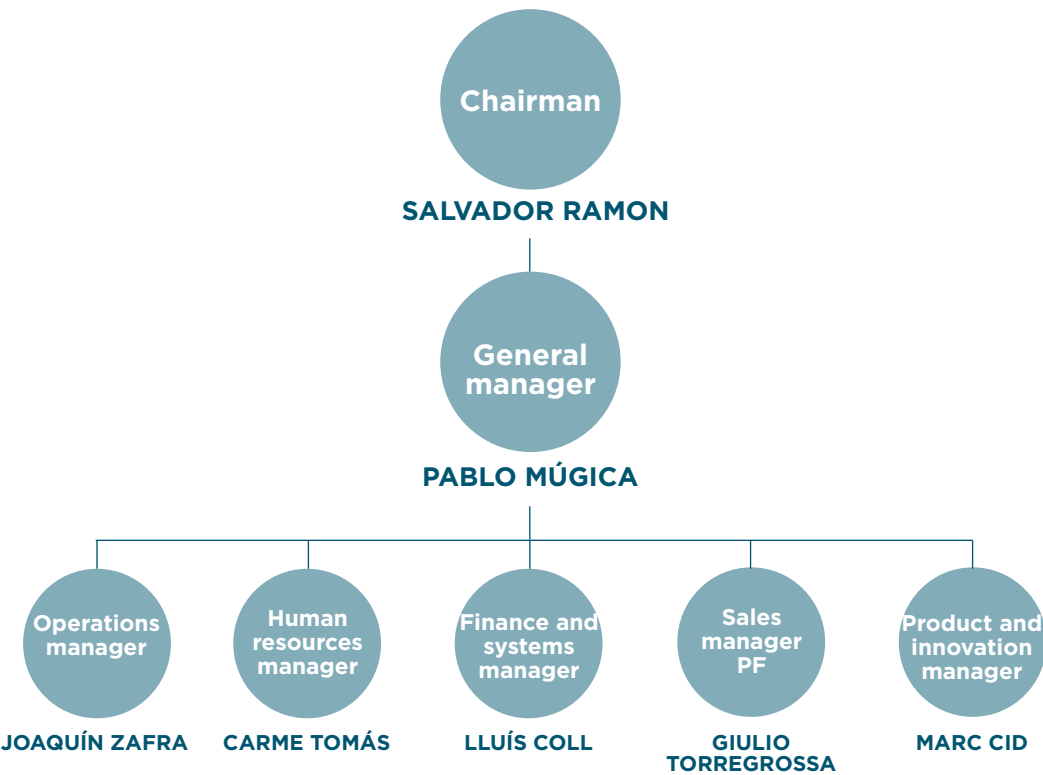 Chairman
SALVADOR RAMON
General
manager
PABLO MÚGICA
Operations
manager
JOAQUÍN ZAFRA
Human
resources
manager
CARME TOMÁS
Finance and
systems
manager
LLUÍS COLL
Sales
manager
PF
GIULIO
TORREGROSSA
Product and
innovation
manager
MARC CID